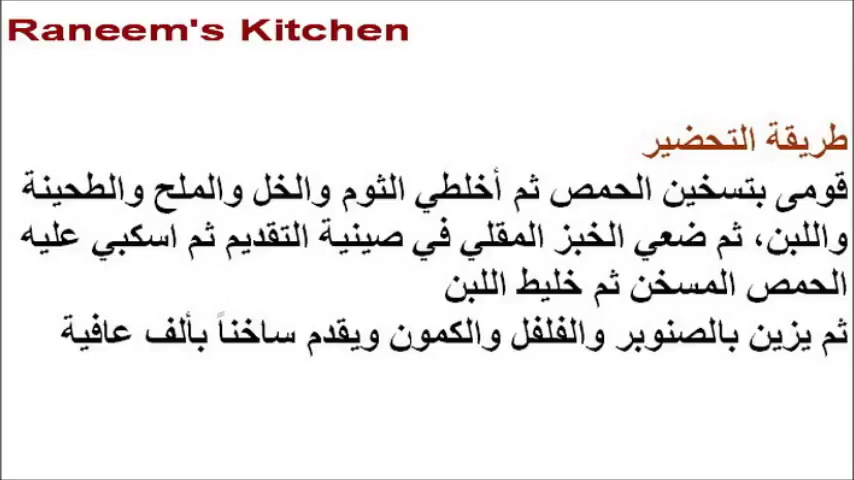 Raneem's Kitchen
طريقة التحضير
قومى بتسخين الحمص ثم أخلطي الثوم والخل والملح والطحينة
واللبن، ثم ضعي الخبز المقلي في صينية التقديم ثم اسكبي عليه
الحمص المسخن ثم خليط اللبن
ثم يزين بالصنوبر والفلفل والكمون ويقدم ساخناً بألف عافية